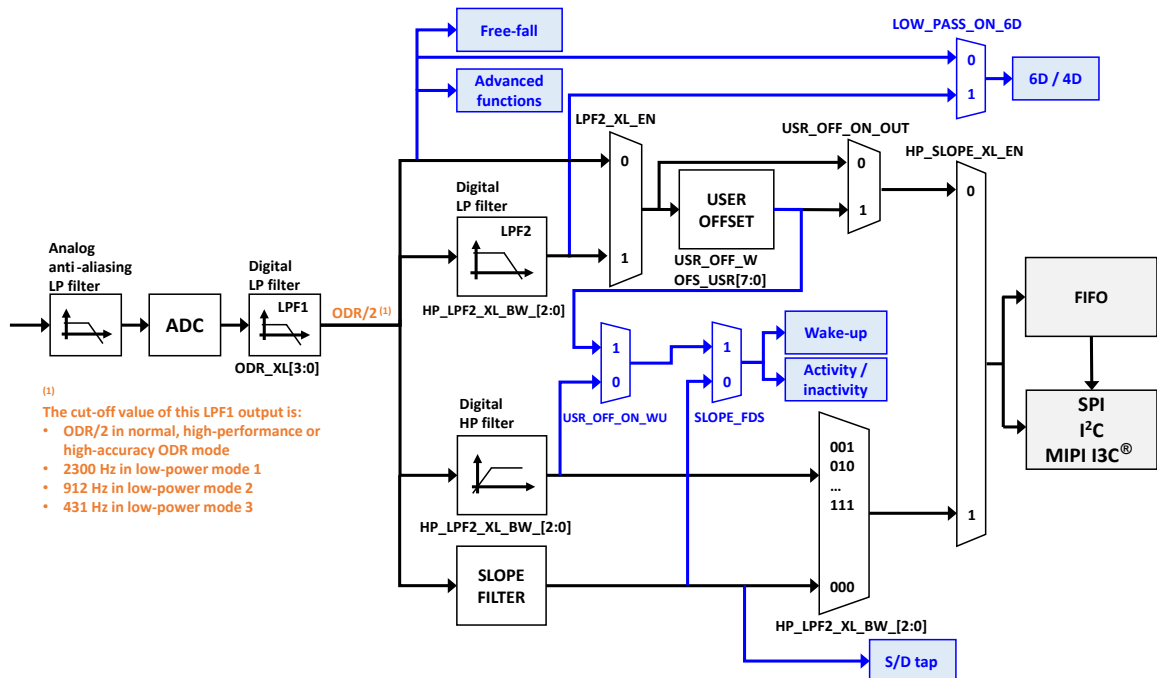 Free-fall
LOW_PASS_ON_6D
0
1
6D / 4D
Advanced
functions
LPF2_XL_EN
0
1
USR_OFF_ON_OUT
0
1
HP_SLOPE_XL_EN
0
1
Digital
LP filter
LPF2
HP_LPF2_XL_BW_[2:0]
USER
OFFSET
USR_OFF_W
OFS_USR[7:0]
Analog
anti-aliasing
LP filter
ADC
Digital
LP filter
LPF1
ODR_XL[3:0]
ODR/2 (1)
FIFO
SPI
I2C
MIPI I3C®
1
0
USR_OFF_ON_WU
1
0
SLOPE_FDS
Wake-up
Activity /
inactivity
(1)
The cut-off value of this LPF1 output is:
• ODR/2 in normal, high-performance or
high-accuracy ODR mode
• 2300 Hz in low-power mode 1
• 912 Hz in low-power mode 2
• 431 Hz in low-power mode 3
Digital
HP filter
HP_LPF2_XL_BW_[2:0]
001
010
...
111
000
HP_LPF2_XL_BW_[2:0]
SLOPE
FILTER
S/D tap